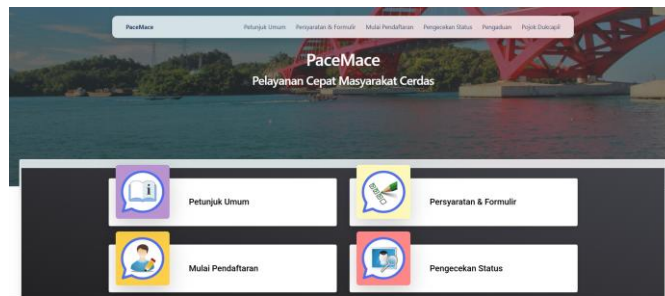 PaceMace Petunjuk Umum Persyaratan & Formulir Mulai Pendaftaran Pengecekan Status Pengaduan Pojok Dukcapil
PaceMace
Pelayanan Cepat Masyarakat Cerdas
Petunjuk Umum
Persyaratan & Formulir
Mulai Pendaftaran
Pengecekan Status